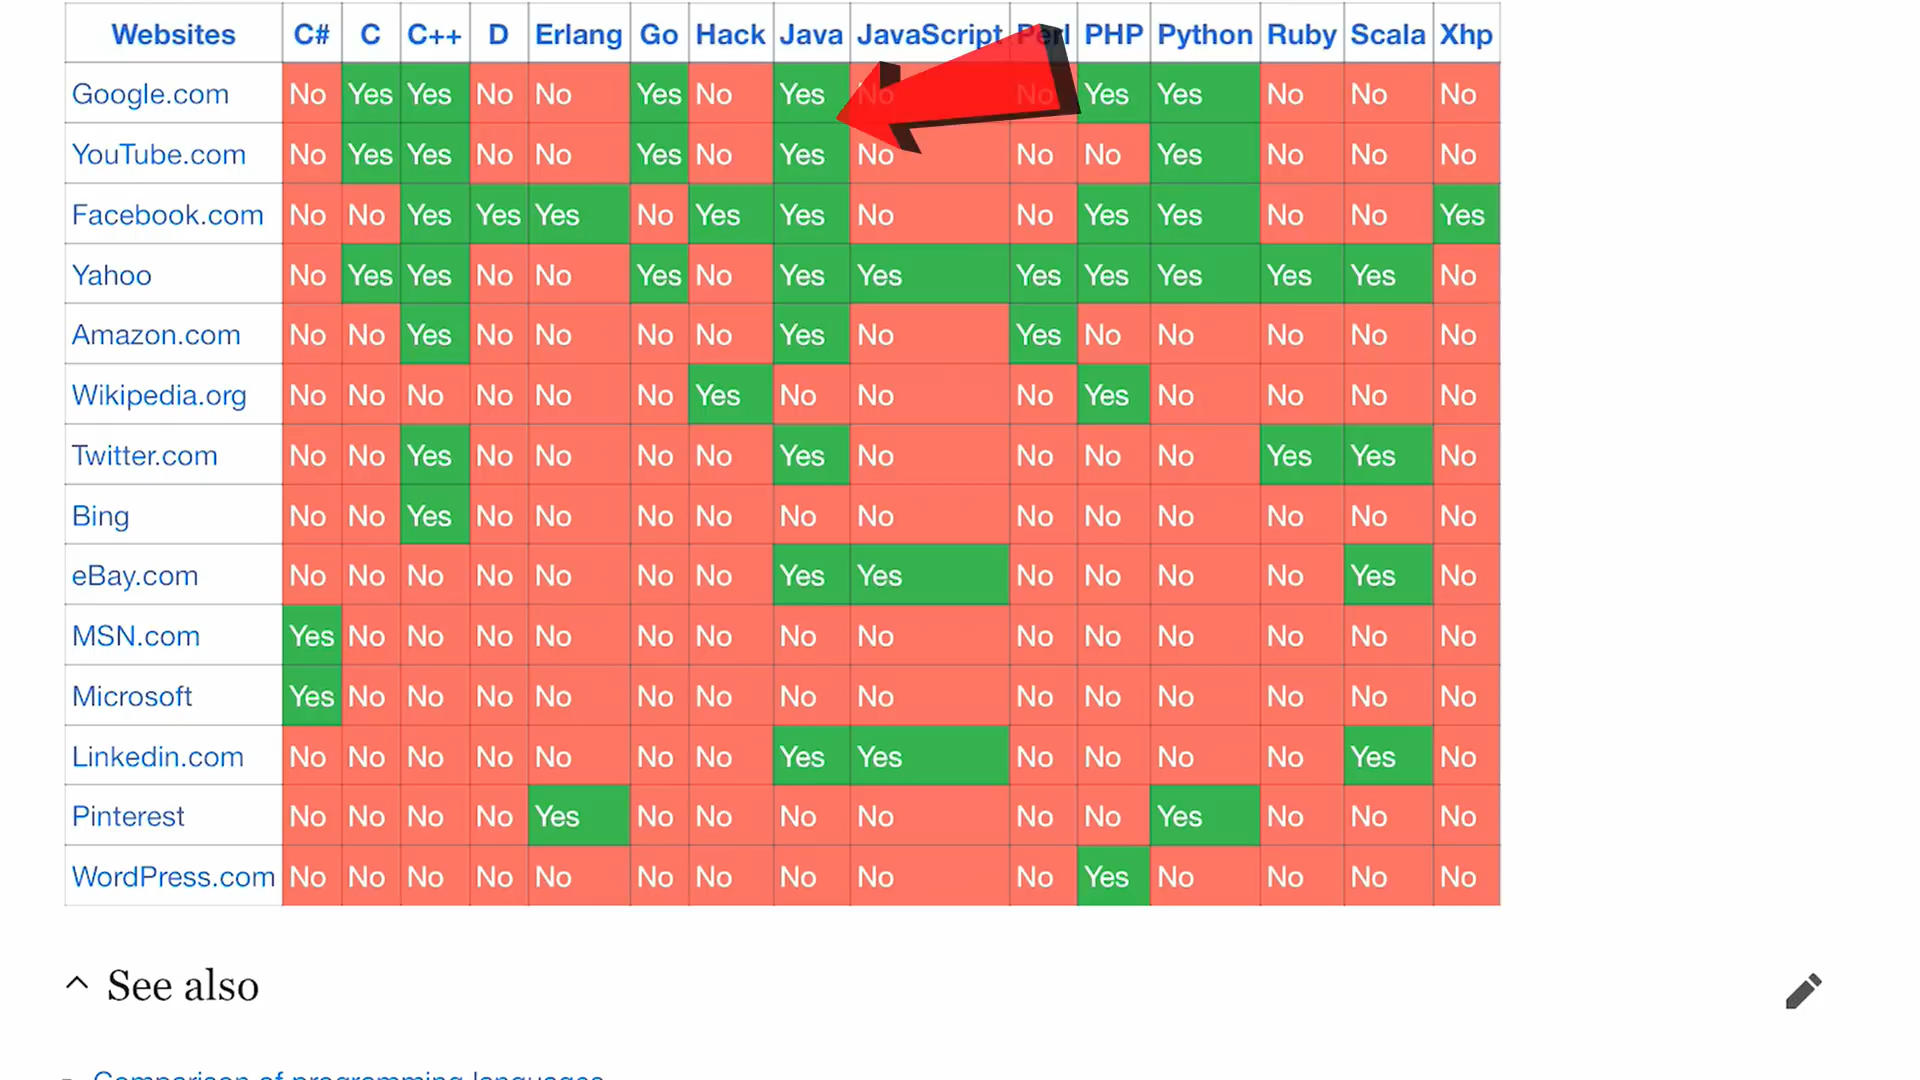 Websites C# C C++ D Erlang Go Hack Java JavaScript Perl PHP Python Ruby Scala Xhp
Google.com No Yes Yes No No Yes No Yes No No Yes Yes No No No
YouTube.com No Yes Yes No No Yes No Yes No No No Yes No No No
Facebook.com No No Yes Yes Yes No Yes Yes No No Yes Yes No No Yes
Yahoo No Yes Yes No No Yes No Yes Yes Yes Yes Yes Yes Yes No
Amazon.com No No Yes No No No No Yes No Yes No No No No No
Wikipedia.org No No No No No No Yes No No No Yes No No No No
Twitter.com No No Yes No No No No Yes No No No No Yes Yes No
Bing No No Yes No No No No No No No No No No No No
eBay.com No No No No No No No Yes Yes No No No No Yes No
MSN.com Yes No No No No No No No No No No No No No No
Microsoft Yes No No No No No No No No No No No No No No
Linkedin.com No No No No No No No Yes Yes No No No No Yes No
Pinterest No No No No Yes No No No No No No Yes No No No
WordPress.com No No No No No No No No No No Yes No No No No
See also
Comparison of programming languages